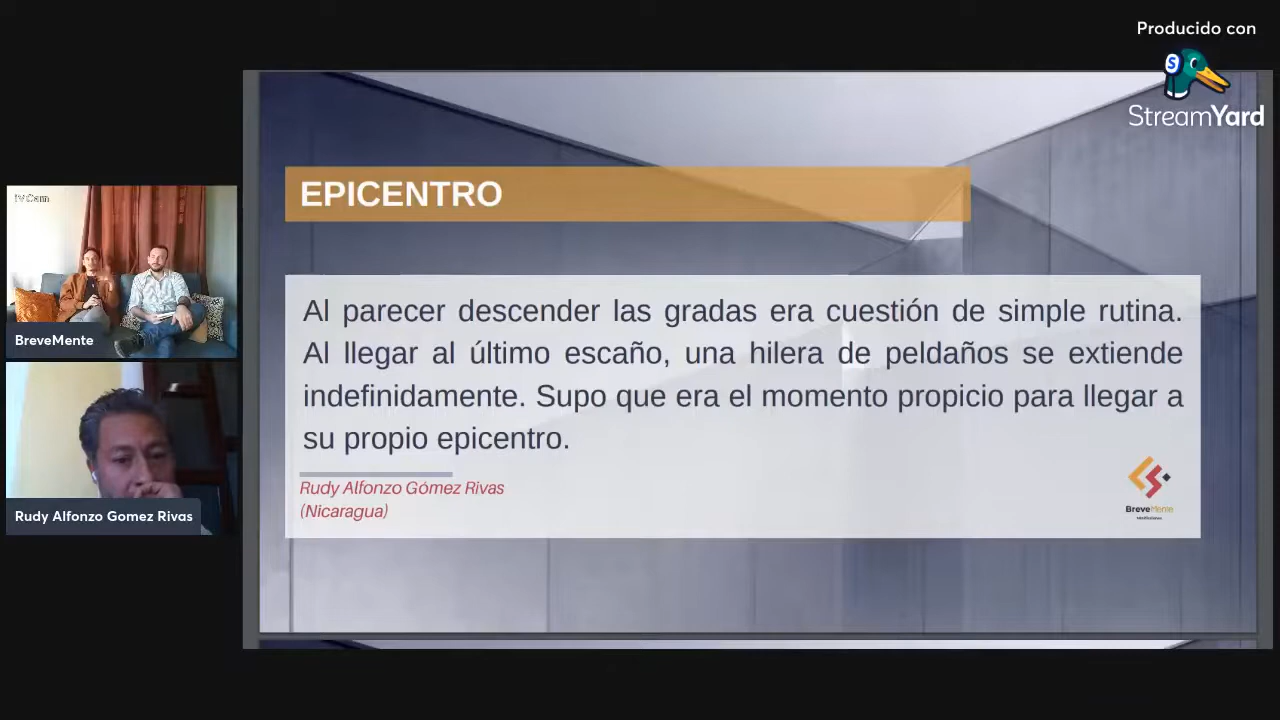 Producido con
StreamYard
EPICENTRO
iVCam
BreveMente
Al parecer descender las gradas era cuestión de simple rutina.
Al llegar al último escaño, una hilera de peldaños se extiende
indefinidamente. Supo que era el momento propicio para llegar a
su propio epicentro.
Rudy Alfonzo Gómez Rivas
(Nicaragua)
BreveMente
Rudy Alfonzo Gomez Rivas